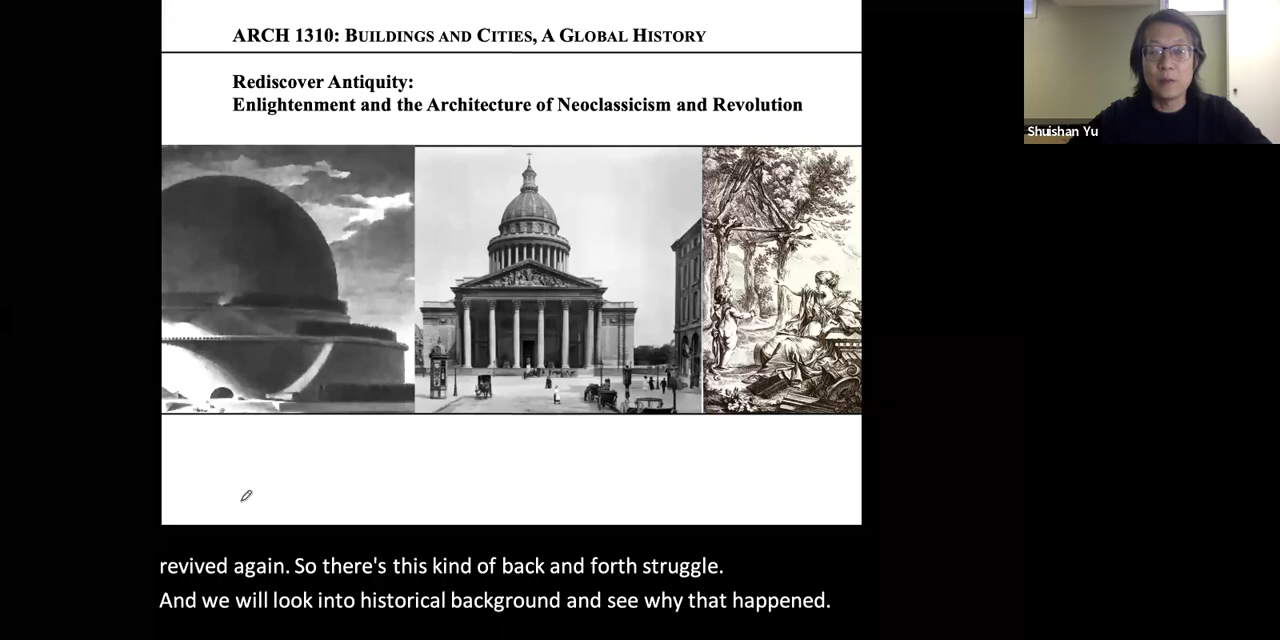 ARCH 1310: BUILDINGS AND CITIES, A GLOBAL HISTORY
Rediscover Antiquity:
Enlightenment and the Architecture of Neoclassicism and Revolution
Shuishan Yu
revived again. So there's this kind of back and forth struggle.
And we will look into historical background and see why that happened.